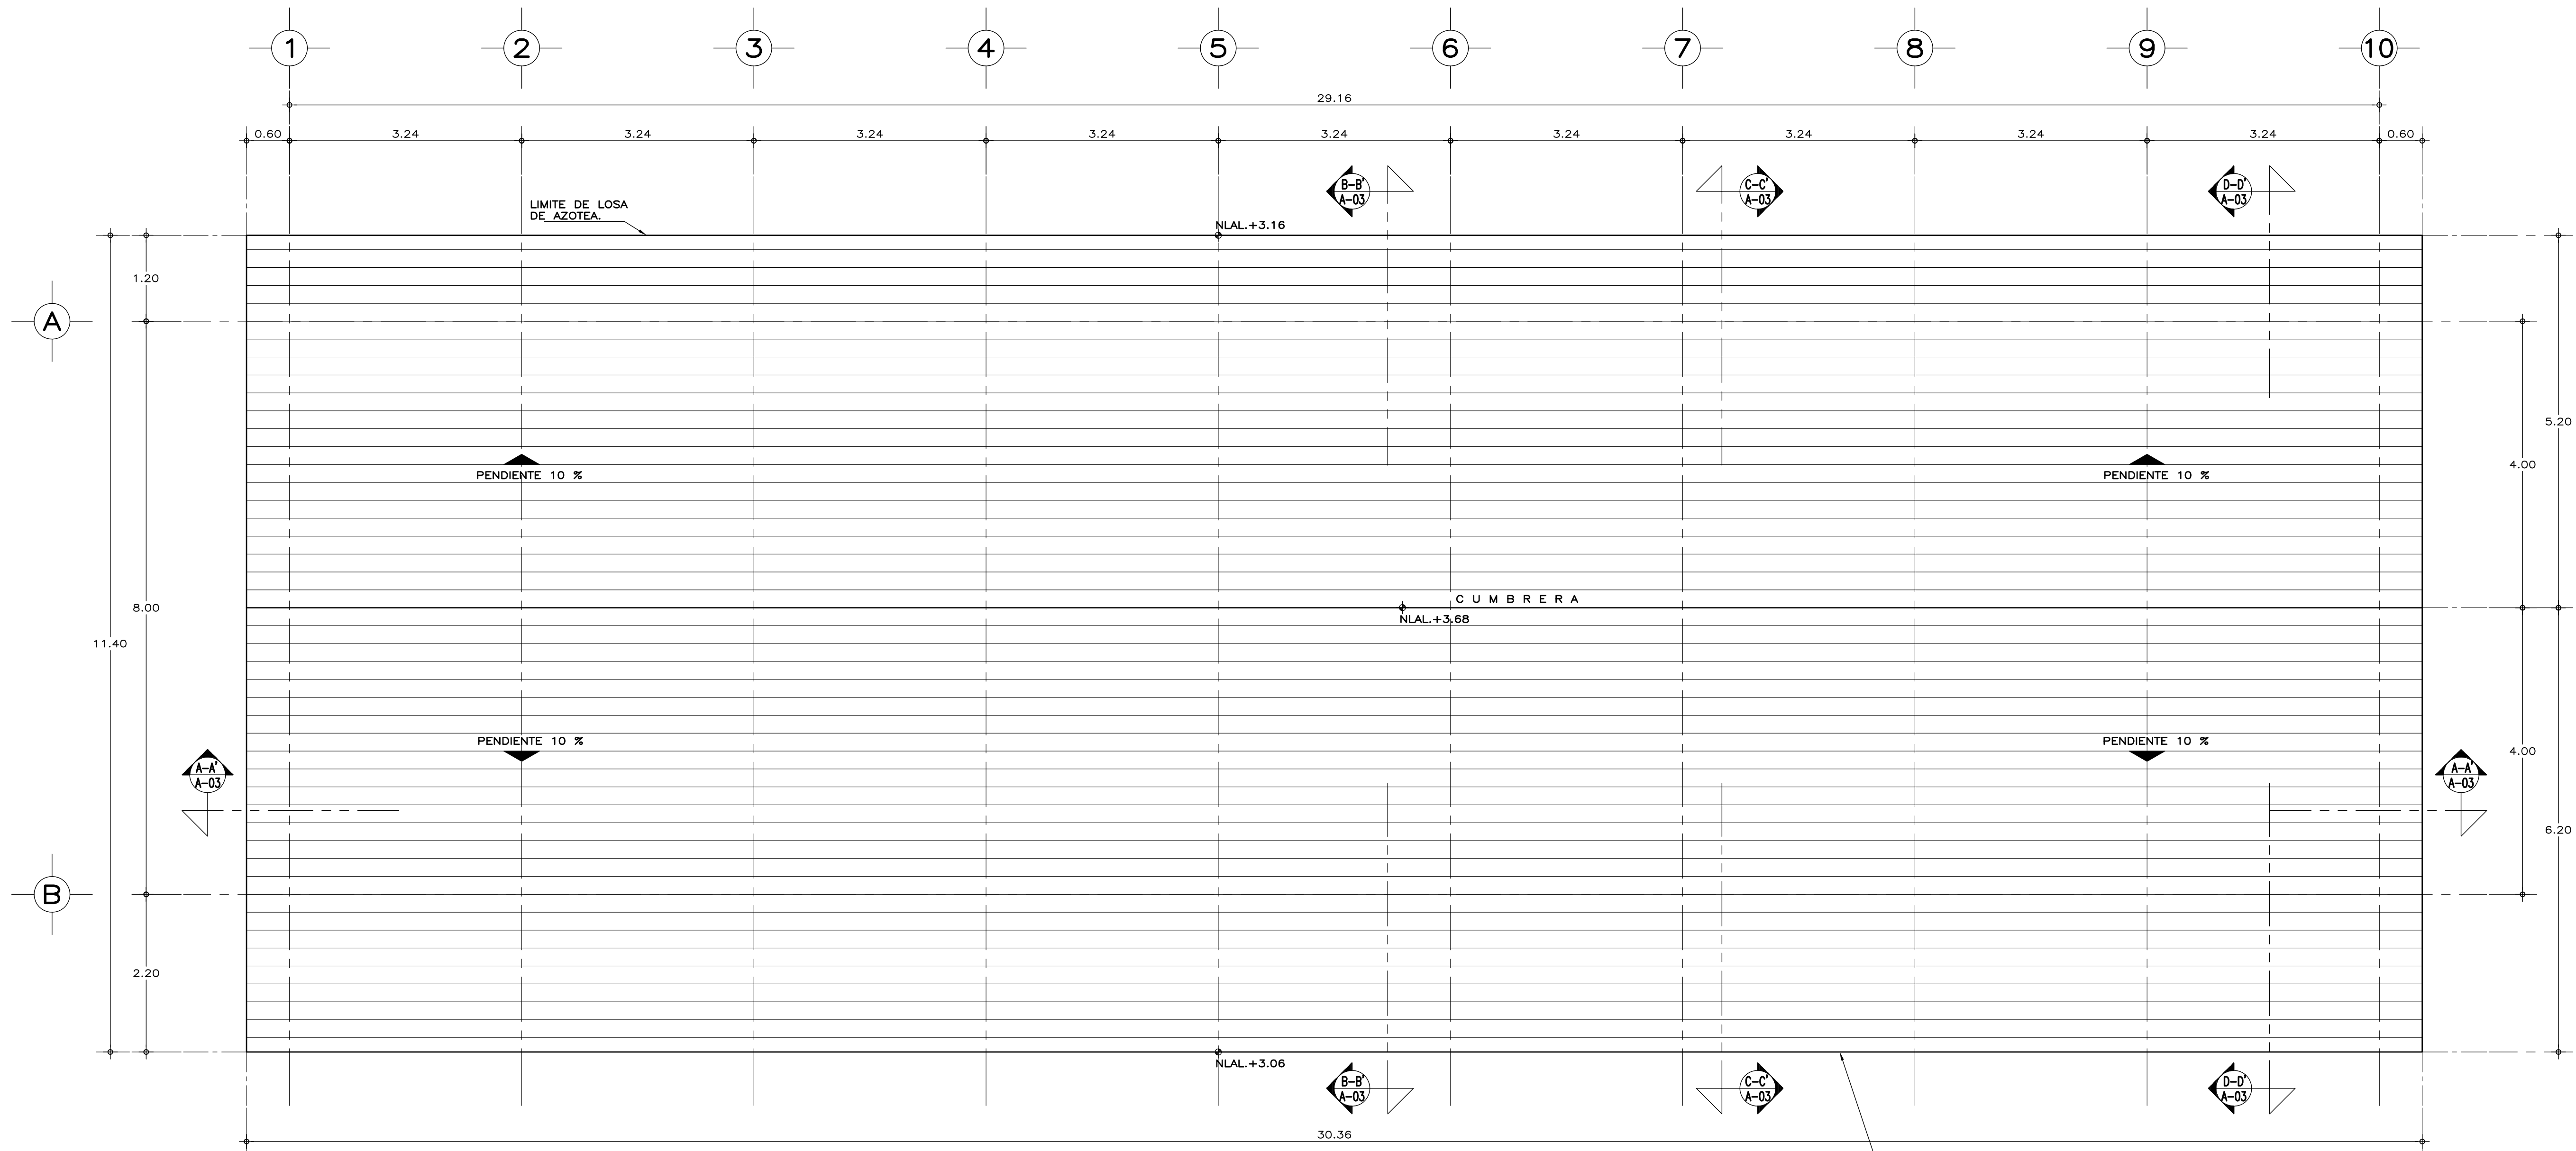 1 2 3 4 5 6 7 8 9 10
29.16
0.60 3.24 3.24 3.24 3.24 3.24 3.24 3.24 3.24 3.24 0.60
B-B'
A-03
C-C'
A-03
D-D'
A-03
LIMITE DE LOSA
DE AZOTEA.
NLAL.+3.16
1.20
A
5.20
4.00
PENDIENTE 10 %
PENDIENTE 10 %
C U M B R E R A
NLAL.+3.68
8.00
11.40
PENDIENTE 10 %
PENDIENTE 10 %
4.00
A-A'
A-03
A-A'
A-03
6.20
B
2.20
NLAL.+3.06
B-B'
A-03
C-C'
A-03
D-D'
A-03
30.36